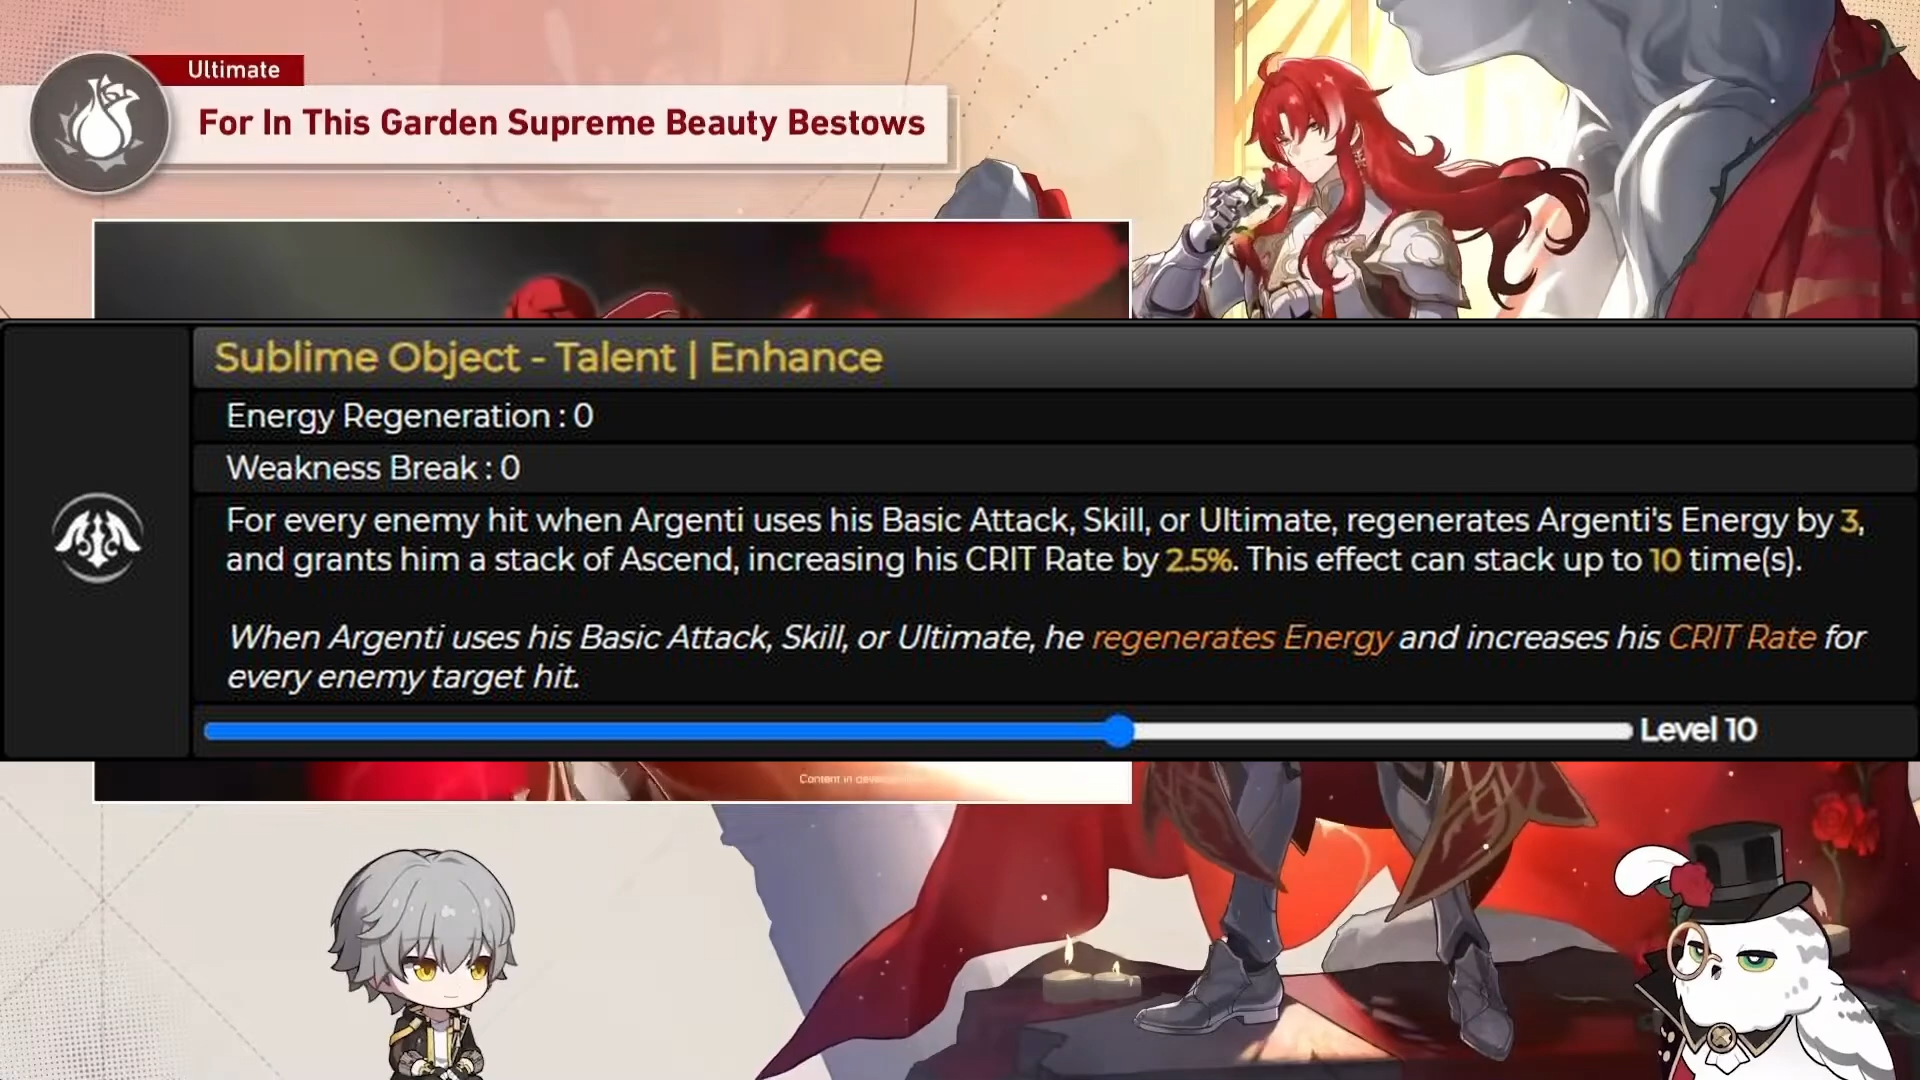 Ultimate
For In This Garden Supreme Beauty Bestows
Sublime Object - Talent | Enhance
Energy Regeneration : 0
Weakness Break : 0
For every enemy hit when Argenti uses his Basic Attack, Skill, or Ultimate, regenerates Argenti's Energy by 3,
and grants him a stack of Ascend, increasing his CRIT Rate by 2.5%. This effect can stack up to 10 time(s).
When Argenti uses his Basic Attack, Skill, or Ultimate, he regenerates Energy and increases his CRIT Rate for
every enemy target hit.
Level 10
Content in